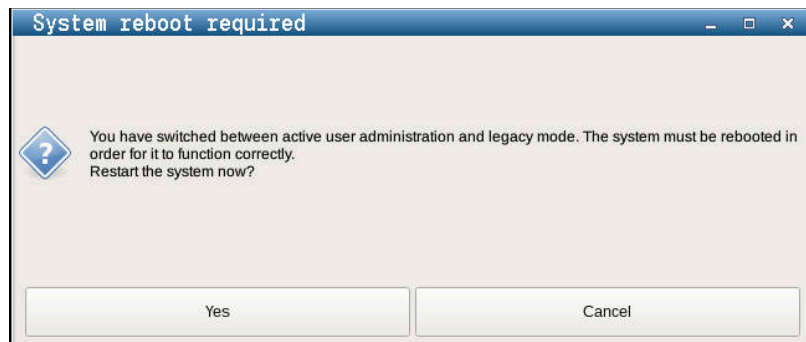 System reboot required
You have switched between active user administration and legacy mode. The system must be rebooted in
order for it to function correctly.
Restart the system now?
Yes
Cancel